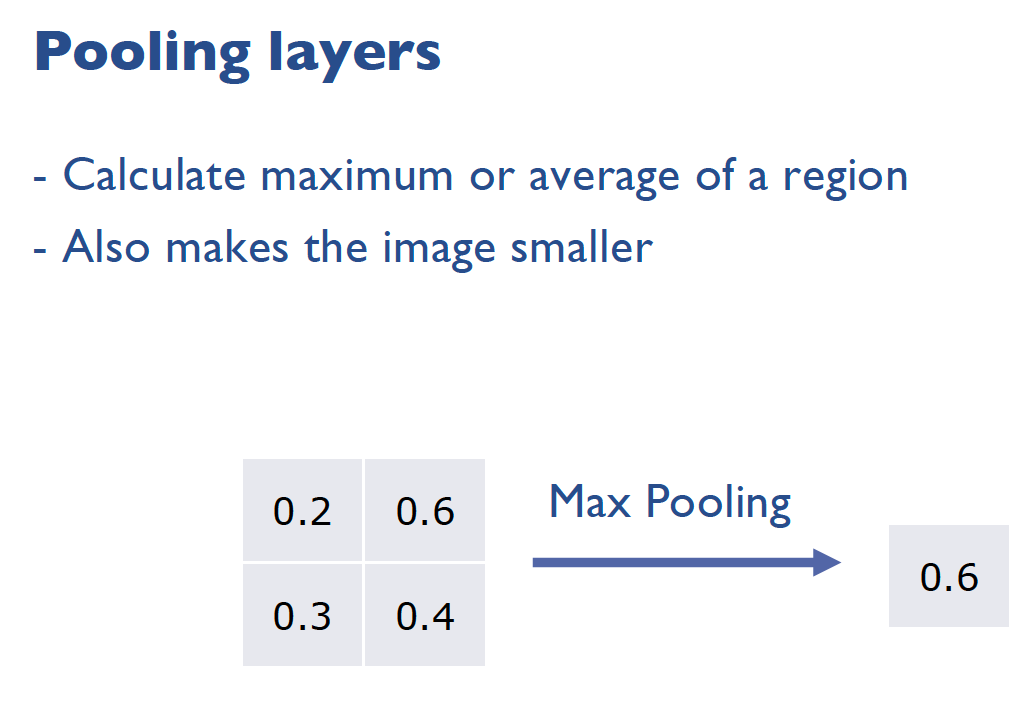 Pooling layers
- Calculate maximum or average of a region
- Also makes the image smaller
0.2 0.6
Max Pooling
0.3 0.4
0.6